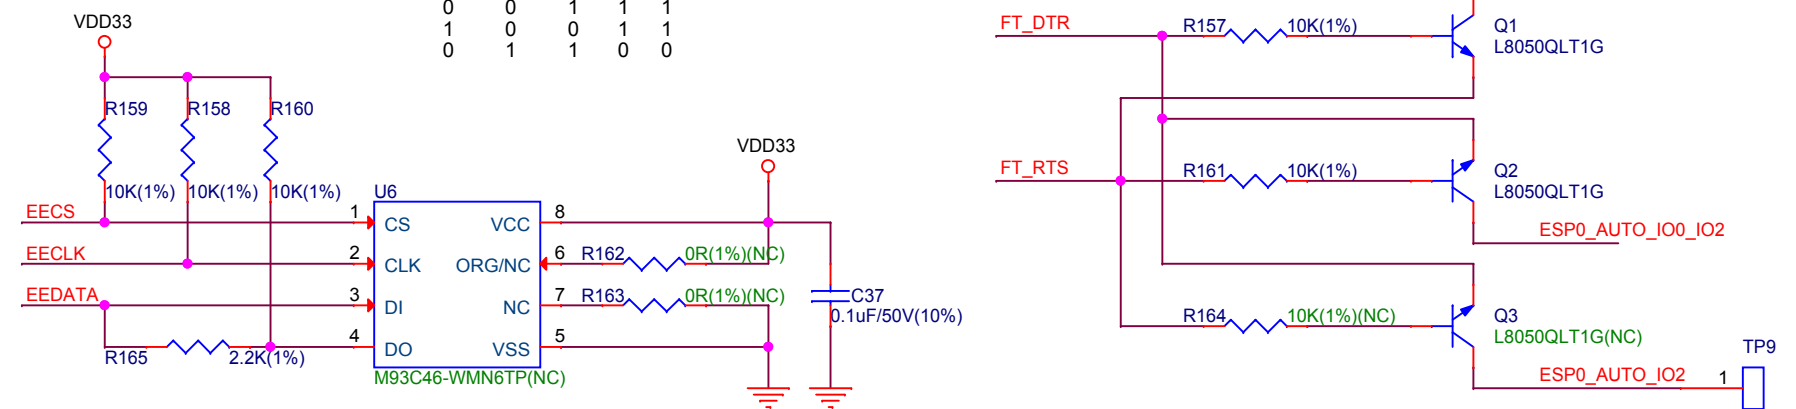 0 0 1 1 1
1 0 0 1 1
0 1 1 0 0
VDD33
R159
R158
R160
10K(1%)
10K(1%)
10K(1%)
EECS
EECLK
EEDATA
R165
2.2K(1%)
U6
1
CS
2
CLK
3
DI
4
DO
VCC
8
ORG/NC
6
NC
7
VSS
5
M93C46-WMN6TP(NC)
VDD33
R162
0R(1%)(NC)
R163
0R(1%)(NC)
C37
0.1uF/50V(10%)
FT_DTR
R157
10K(1%)
Q1
L8050QLT1G
FT_RTS
R161
10K(1%)
Q2
L8050QLT1G
ESP0_AUTO_IO0_IO2
R164
10K(1%)(NC)
Q3
L8050QLT1G(NC)
ESP0_AUTO_IO2
1
TP9